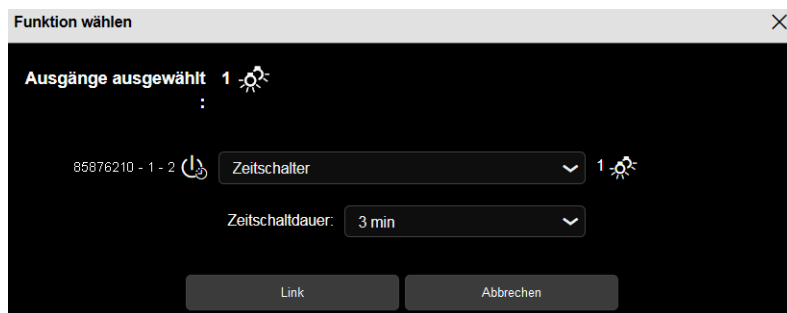 Funktion wählen
Ausgänge ausgewählt 1
:
85876210 - 1 - 2 Zeitschalter 1
Zeitschaltdauer: 3 min
Link Abbrechen